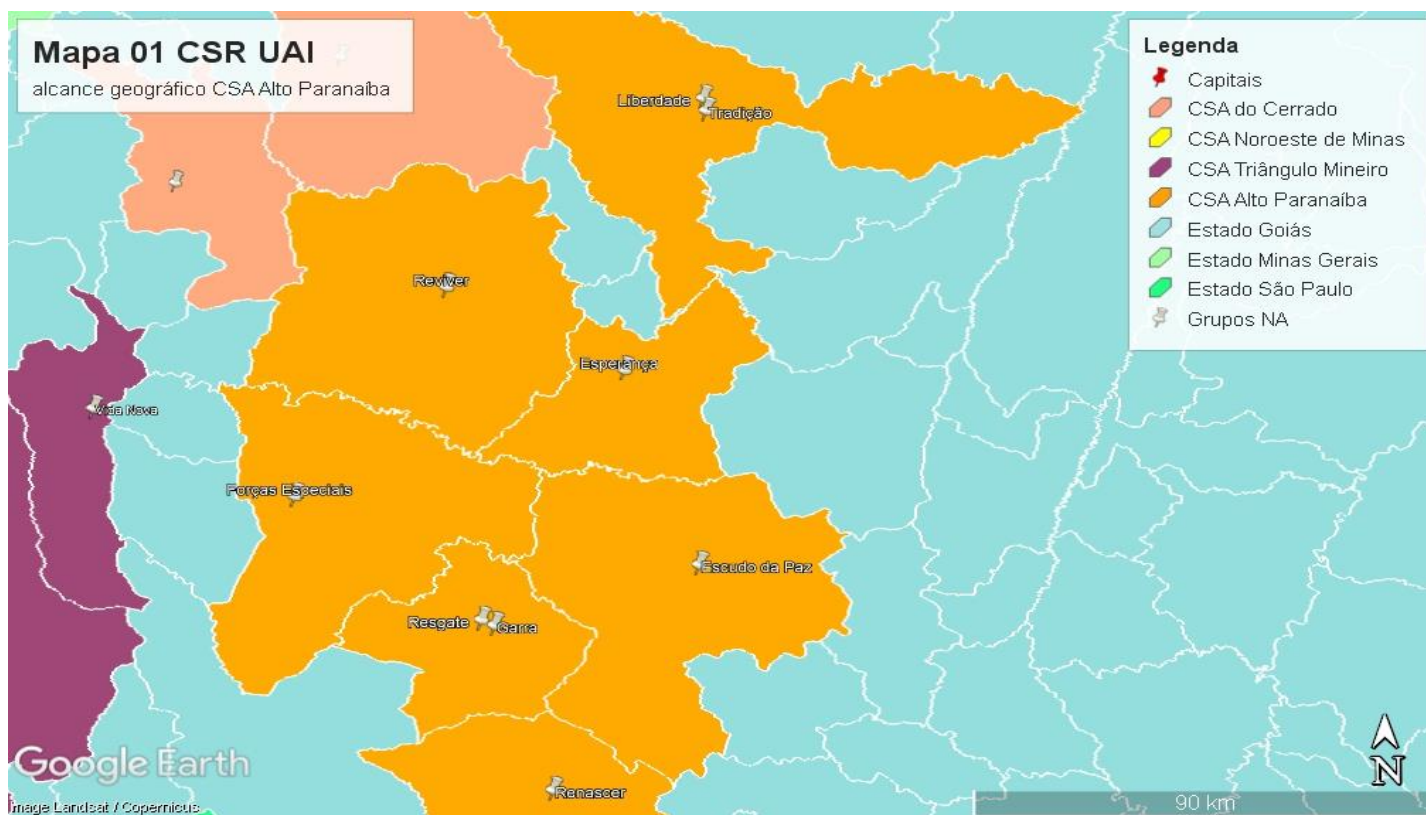 Mapa 01 CSR UAI
alcance geográfico CSA Alto Paranaíba
Legenda
Capitais
CSA do Cerrado
CSA Noroeste de Minas
CSA Triângulo Mineiro
CSA Alto Paranaíba
Estado Goiás
Estado Minas Gerais
Estado São Paulo
Grupos NA
Liberdade
Tradição
Reviver
Esperança
Vida Nova
Forças Especiais
Escudo da Paz
Resgate
Garra
Renascer
Google Earth
Image Landsat / Copernicus
N
90 km